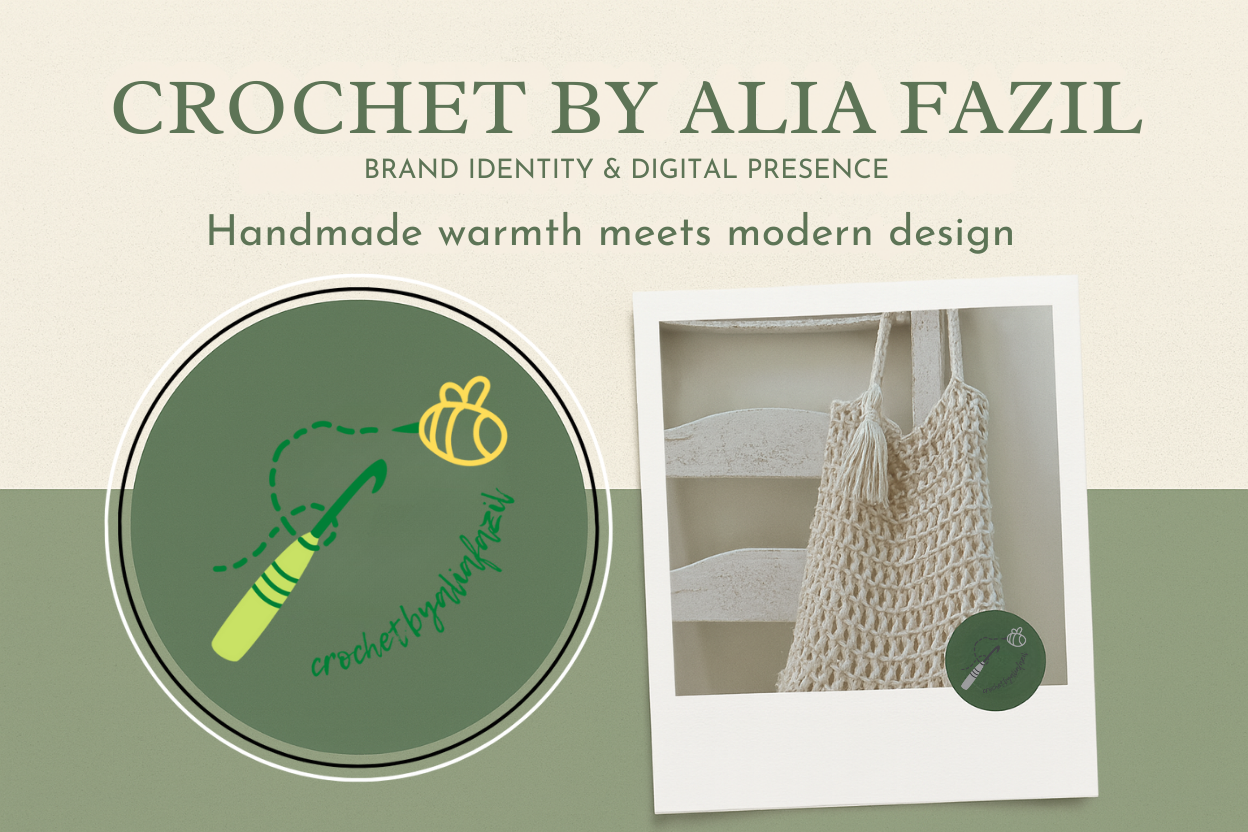 CROCHET BY ALIA FAZIL
BRAND IDENTITY & DIGITAL PRESENCE
Handmade warmth meets modern design
crochetbyaliafazil